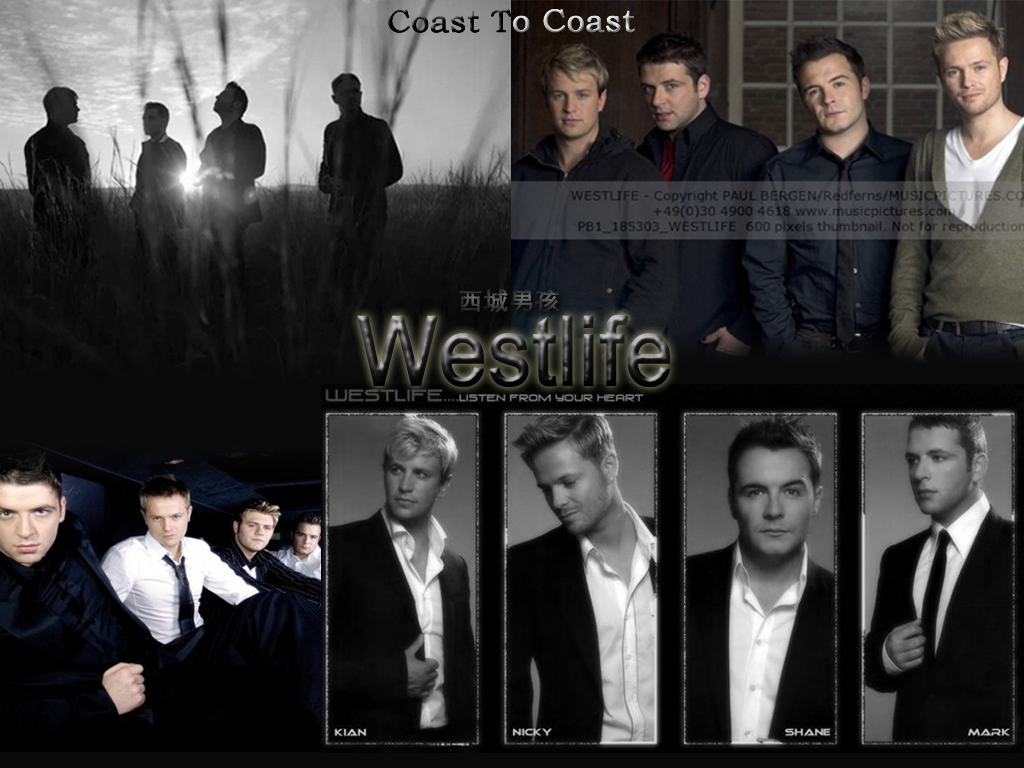 Coast To Coast
WESTLIFE - Copyright PAUL BERGEN/Redferns/MUSICPICTURES.CO
+49(0)30 4900 4618 www.musicpictures.com
PB1_185303_WESTLIFE 600 pixels thumbnail. Not for reproduction
西城男孩
Westlife
WESTLIFE....LISTEN FROM YOUR HEART
KIAN
NICKY
SHANE
MARK